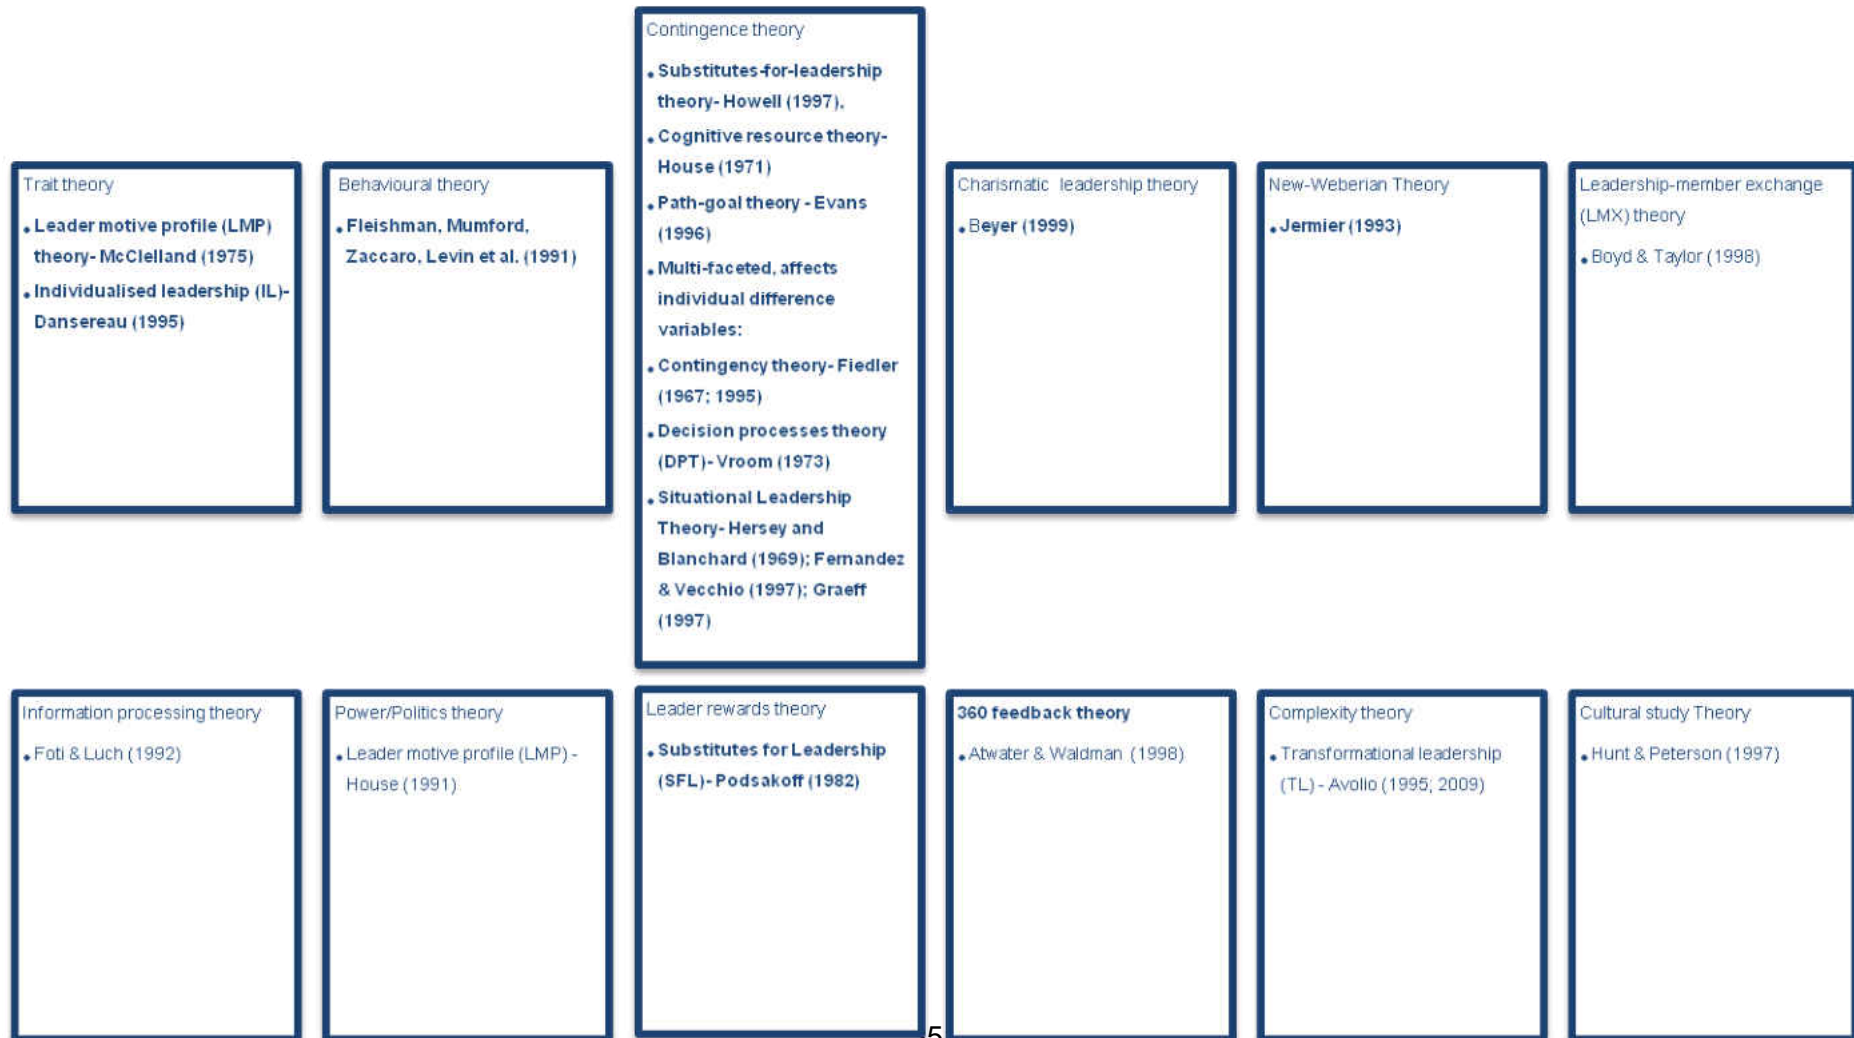 Trait theory
• Leader motive profile (LMP)
theory- McClelland (1975)
• Individualised leadership (IL)-
Dansereau (1995)
Behavioural theory
• Fleishman, Mumford,
Zaccaro, Levin et al. (1991)
Contingence theory
• Substitutes-for-leadership
theory- Howell (1997),
• Cognitive resource theory-
House (1971)
• Path-goal theory - Evans
(1996)
• Multi-faceted, affects
individual difference
variables:
• Contingency theory- Fiedler
(1967; 1995)
• Decision processes theory
(DPT)- Vroom (1973)
• Situational Leadership
Theory- Hersey and
Blanchard (1969); Fernandez
& Vecchio (1997); Graeff
(1997)
Charismatic leadership theory
• Beyer (1999)
New-Weberian Theory
• Jermier (1993)
Leadership-member exchange
(LMX) theory
• Boyd & Taylor (1998)
Information processing theory
• Foti & Luch (1992)
Power/Politics theory
• Leader motive profile (LMP) -
House (1991)
Leader rewards theory
• Substitutes for Leadership
(SFL)- Podsakoff (1982)
360 feedback theory
• Atwater & Waldman (1998)
Complexity theory
• Transformational leadership
(TL) - Avolio (1995; 2009)
Cultural study Theory
• Hunt & Peterson (1997)
5